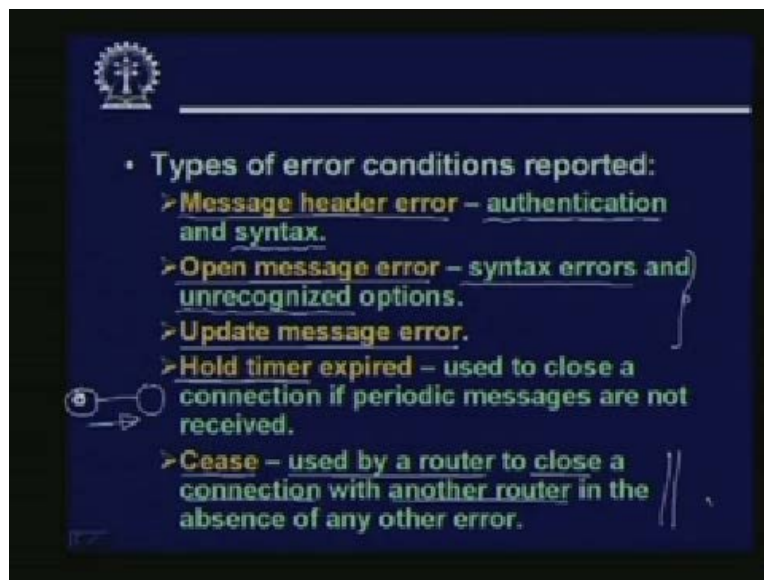 • Types of error conditions reported:
➢Message header error – authentication
and syntax.
➢Open message error – syntax errors and
unrecognized options.
➢Update message error.
➢Hold timer expired – used to close a
connection if periodic messages are not
received.
➢Cease – used by a router to close a
connection with another router in the
absence of any other error.